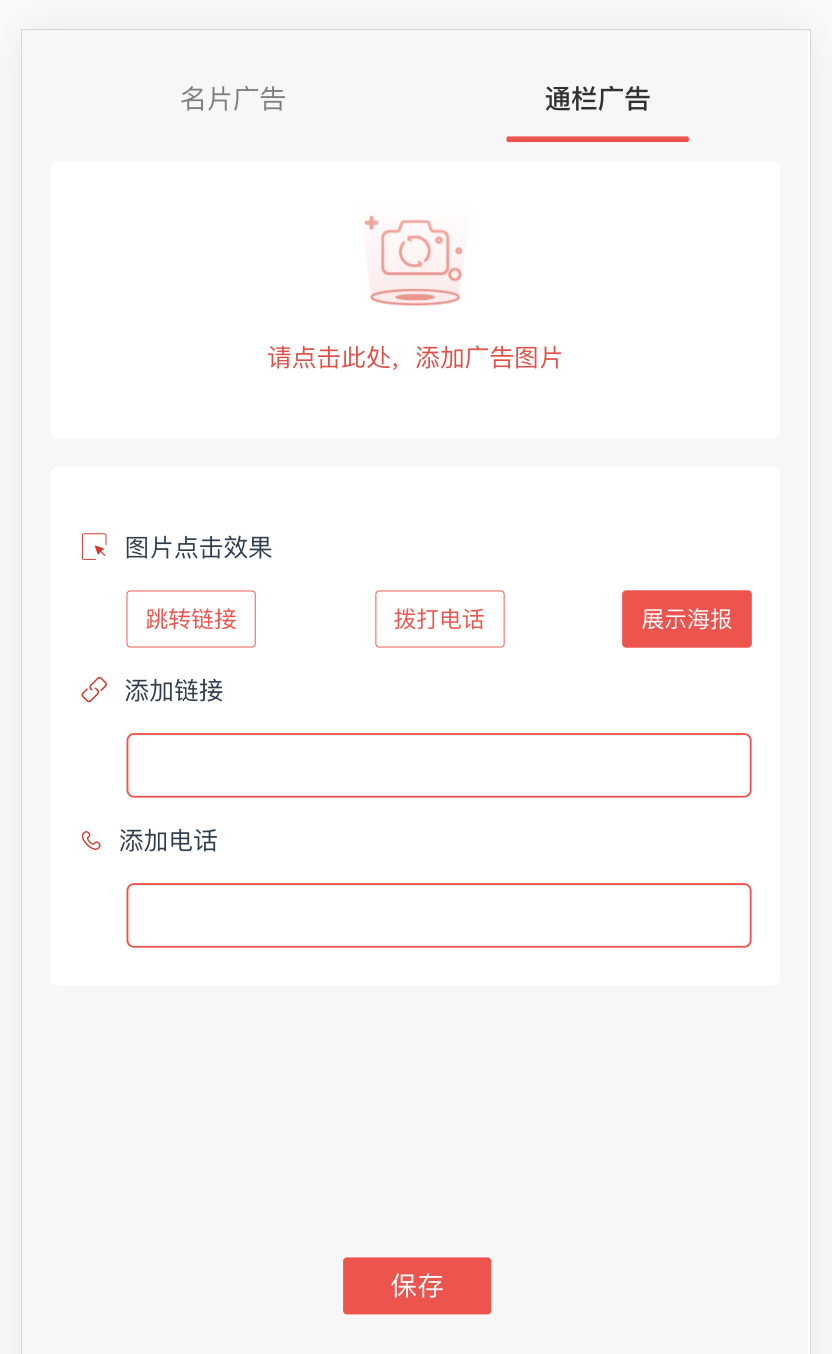 名片广告 通栏广告
请点击此处，添加广告图片
图片点击效果
跳转链接 拨打电话 展示海报
添加链接
添加电话
保存